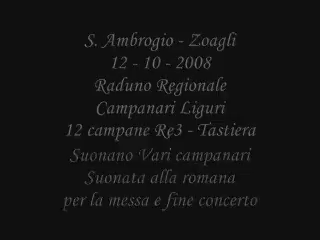 S. Ambrogio - Zoagli
12 - 10 - 2008
Raduno Regionale
Campanari Liguri
12 campane Re3 - Tastiera
Suonano Vari campanari
Suonata alla romana
per la messa e fine concerto